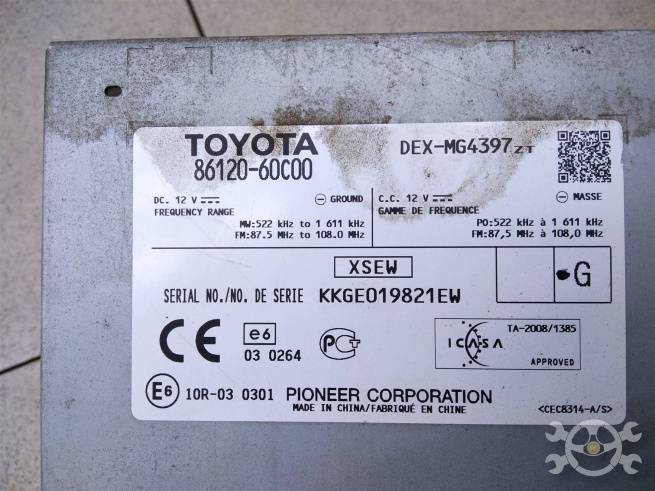 TOYOTA
86120-60C00
DEX-MG4397ZT
DC. 12 V
GROUND
FREQUENCY RANGE
MW:522 kHz to 1 611 kHz
FM:87.5 MHz to 108.0 MHz
C.C. 12 V
MASSE
GAMME DE FREQUENCE
PO:522 kHz à 1 611 kHz
FM:87,5 MHz à 108,0 MHz
XSEW
G
SERIAL NO./NO. DE SERIE KKGE019821EW
CE
e6
03 0264
PCT
ICASA
TA-2008/1385
APPROVED
E6
10R-03 0301 PIONEER CORPORATION
MADE IN CHINA/FABRIQUÉ EN CHINE
<CEC8314-A/S>